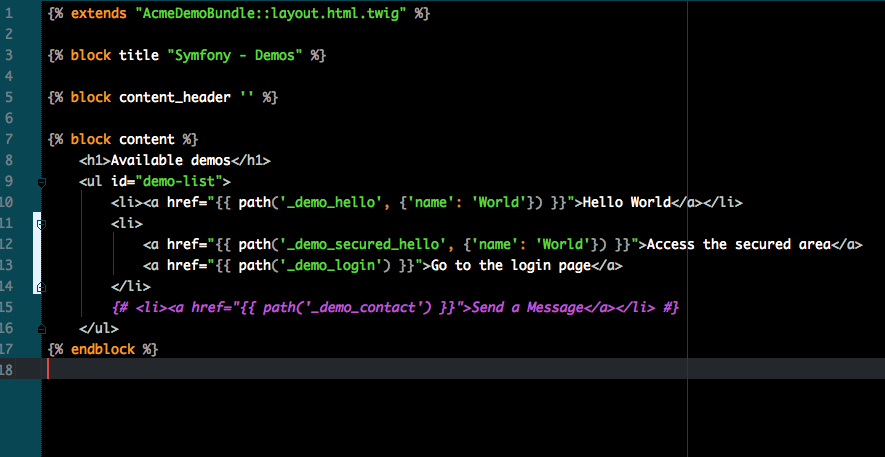 1 {% extends "AcmeDemoBundle::layout.html.twig" %}
2
3 {% block title "Symfony - Demos" %}
4
5 {% block content_header '' %}
6
7 {% block content %}
8     <h1>Available demos</h1>
9     <ul id="demo-list">
10         <li><a href="{{ path('_demo_hello', {'name': 'World'}) }}">Hello World</a></li>
11         <li>
12             <a href="{{ path('_demo_secured_hello', {'name': 'World'}) }}">Access the secured area</a>
13             <a href="{{ path('_demo_login') }}">Go to the login page</a>
14         </li>
15         {# <li><a href="{{ path('_demo_contact') }}">Send a Message</a></li> #}
16     </ul>
17 {% endblock %}
18